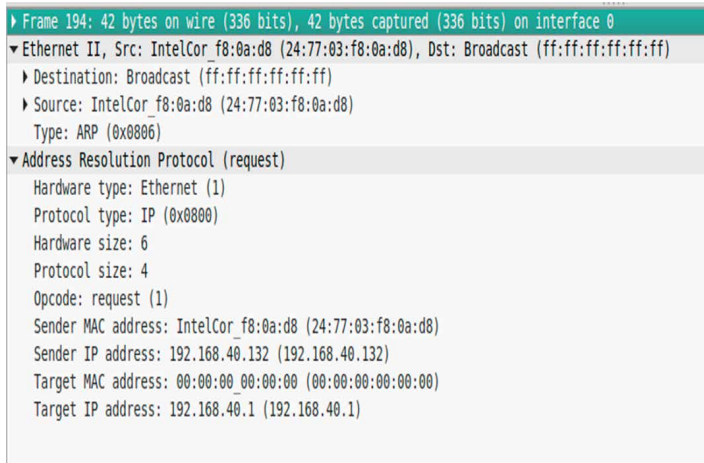 Frame 194: 42 bytes on wire (336 bits), 42 bytes captured (336 bits) on interface 0
Ethernet II, Src: IntelCor_f8:0a:d8 (24:77:03:f8:0a:d8), Dst: Broadcast (ff:ff:ff:ff:ff:ff)
Destination: Broadcast (ff:ff:ff:ff:ff:ff)
Source: IntelCor_f8:0a:d8 (24:77:03:f8:0a:d8)
Type: ARP (0x0806)
Address Resolution Protocol (request)
Hardware type: Ethernet (1)
Protocol type: IP (0x0800)
Hardware size: 6
Protocol size: 4
Opcode: request (1)
Sender MAC address: IntelCor_f8:0a:d8 (24:77:03:f8:0a:d8)
Sender IP address: 192.168.40.132 (192.168.40.132)
Target MAC address: 00:00:00_00:00:00 (00:00:00:00:00:00)
Target IP address: 192.168.40.1 (192.168.40.1)